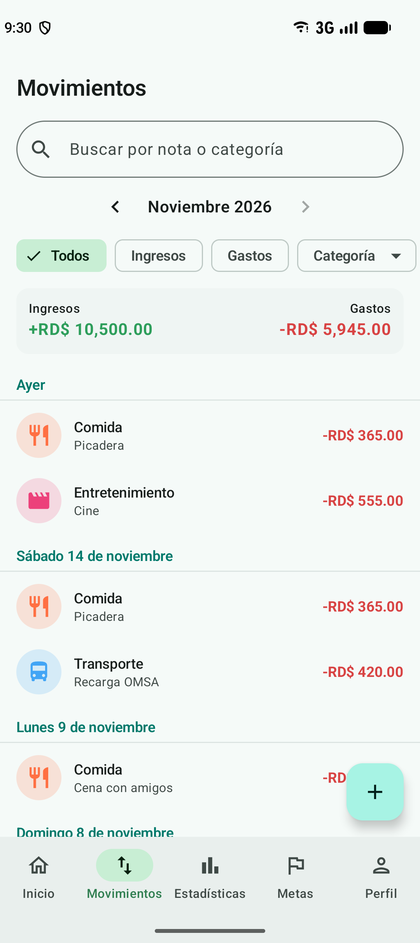 9:30 3G
Movimientos
Buscar por nota o categoría
Noviembre 2026
Todos Ingresos Gastos Categoría
Ingresos Gastos
+RD$ 10,500.00 -RD$ 5,945.00
Ayer
Comida
Picadera
-RD$ 365.00
Entretenimiento
Cine
-RD$ 555.00
Sábado 14 de noviembre
Comida
Picadera
-RD$ 365.00
Transporte
Recarga OMSA
-RD$ 420.00
Lunes 9 de noviembre
Comida
Cena con amigos
-RD
Domingo 8 de noviembre
Inicio Movimientos Estadísticas Metas Perfil